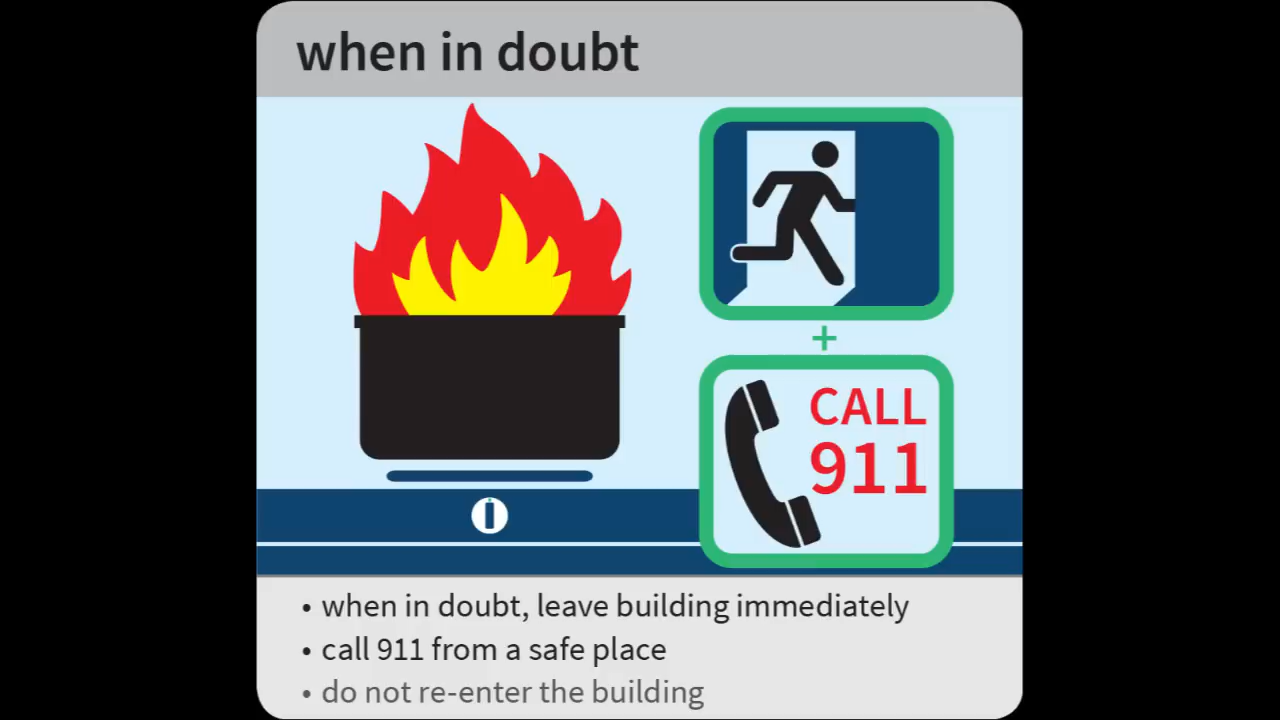 when in doubt
+
CALL
911
• when in doubt, leave building immediately
• call 911 from a safe place
• do not re-enter the building